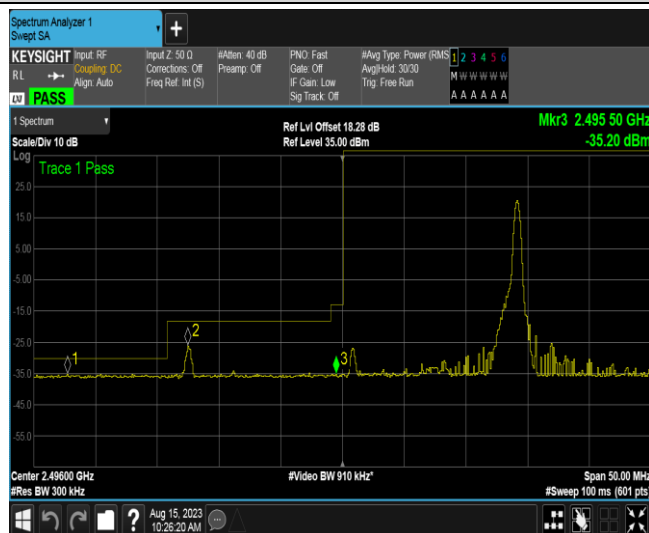 Spectrum Analyzer 1
Swept SA
+
KEYSIGHT Input: RF Input Z: 50 Ω #Atten: 40 dB PNO: Fast #Avg Type: Power (RMS 1 2 3 4 5 6
RL Coupling: DC Corrections: Off Preamp: Off Gate: Off Avg|Hold: 30/30 M W W W W W
Align: Auto Freq Ref: Int (S) IF Gain: Low Trig: Free Run
LXI PASS Sig Track: Off A A A A A A
1 Spectrum Ref Lvl Offset 18.28 dB Mkr3 2.495 50 GHz
Scale/Div 10 dB Ref Level 35.00 dBm -35.20 dBm
Log
Trace 1 Pass
25.0
15.0
5.00
-5.00
-15.0
-25.0
2
1
3
-35.0
-45.0
-55.0
Center 2.49600 GHz #Video BW 910 kHz* Span 50.00 MHz
#Res BW 300 kHz #Sweep 100 ms (601 pts)
? Aug 15, 2023
10:26:20 AM